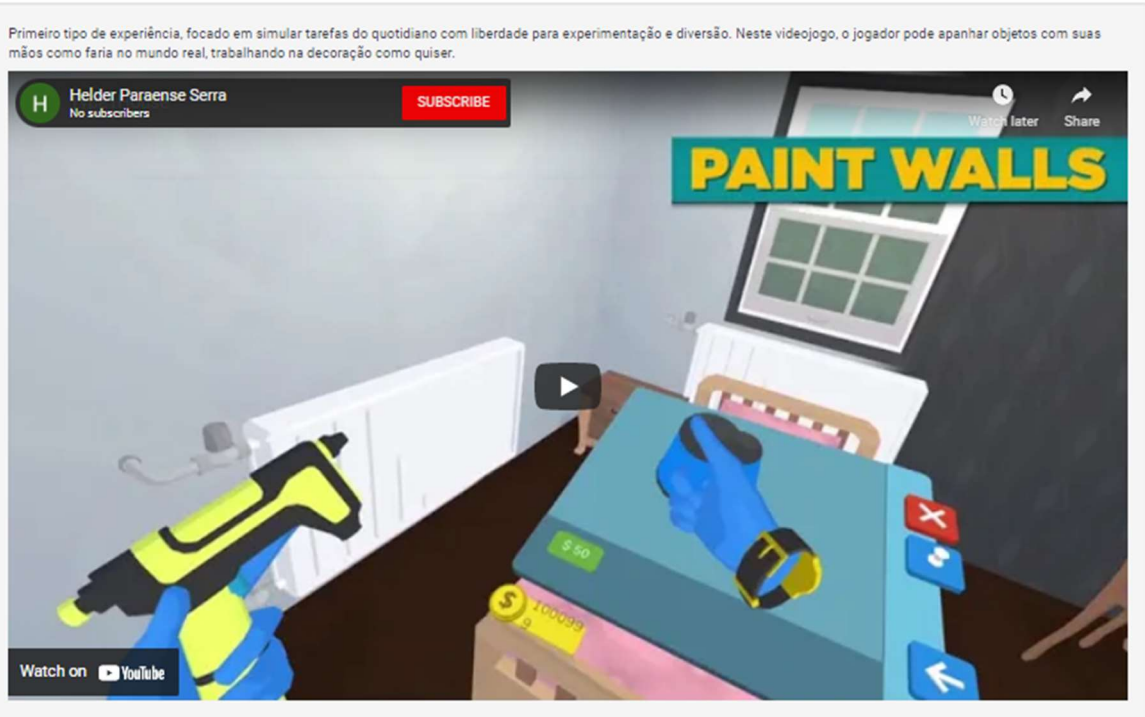 Primeiro tipo de experiência, focado em simular tarefas do quotidiano com liberdade para experimentação e diversão. Neste videojogo, o jogador pode apanhar objetos com suas
mãos como faria no mundo real, trabalhando na decoração como quiser.
H
Helder Paraense Serra
No subscribers
SUBSCRIBE
Watch later
Share
PAINT WALLS
$ 50
$
100099
.9
Watch on YouTube